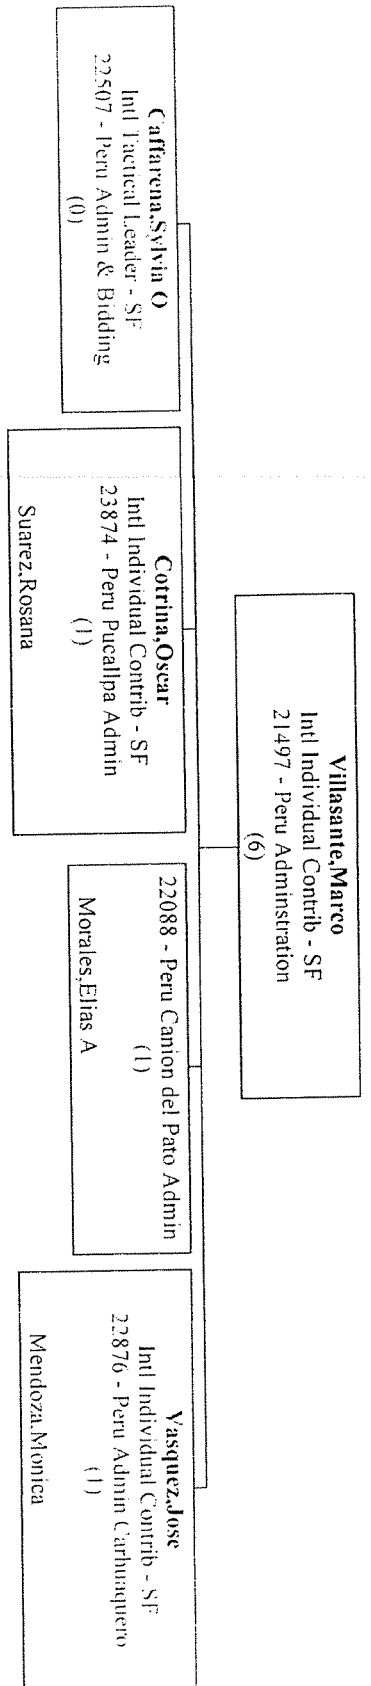 Villasante,Marco
Intl Individual Contrib - SF
21497 - Peru Adminstration
(6)
Caffarena,Sylvia O
Intl Tactical Leader - SF
22507 - Peru Admin & Bidding
(0)
Cotrina,Oscar
Intl Individual Contrib - SF
23874 - Peru Pucallpa Admin
(1)
Suarez,Rosana
22088 - Peru Canion del Pato Admin
(1)
Morales,Elias A
Vasquez,Jose
Intl Individual Contrib - SF
22876 - Peru Admin Carhuaquero
(1)
Mendoza,Monica